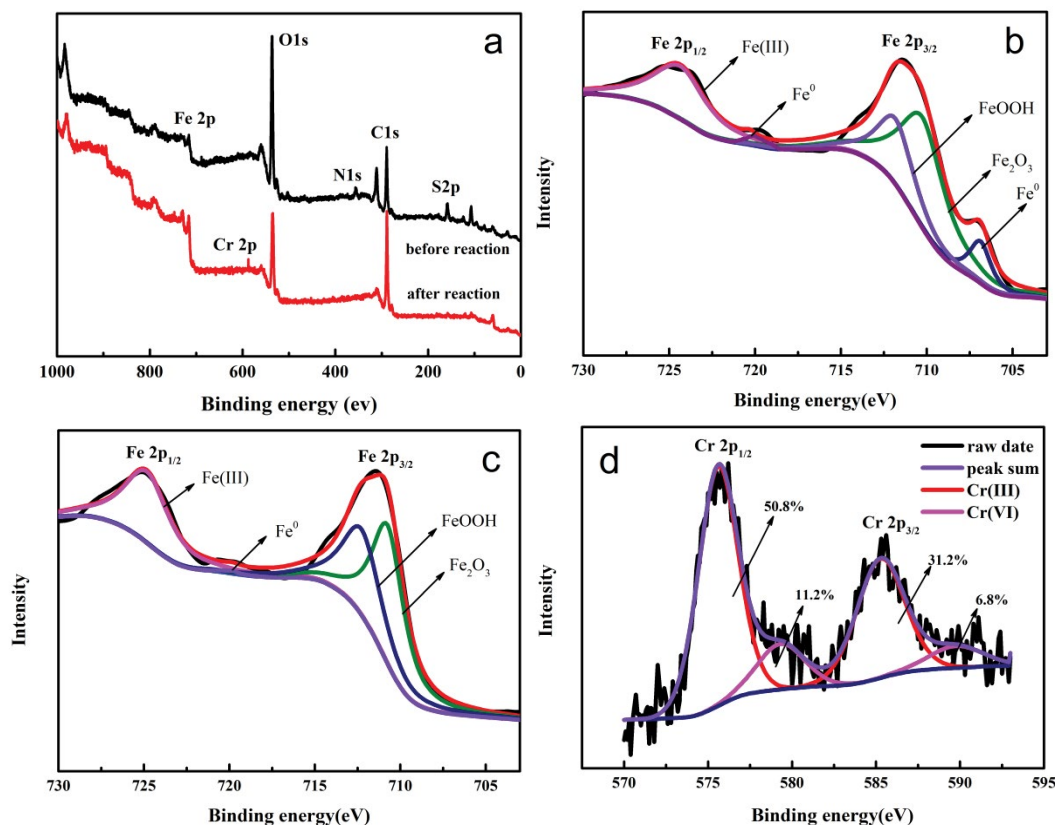 a
O1s
Fe 2p
C1s
N1s
S2p
Cr 2p
before reaction
after reaction
1000 800 600 400 200 0
Binding energy (ev)
b
Fe 2p1/2
Fe(III)
Fe 2p3/2
Fe0
FeOOH
Fe2O3
Fe0
Intensity
730 725 720 715 710 705
Binding energy(eV)
c
Fe 2p1/2
Fe(III)
Fe 2p3/2
Fe0
FeOOH
Fe2O3
Intensity
730 725 720 715 710 705
Binding energy(eV)
d
Cr 2p1/2
raw date
peak sum
Cr(III)
Cr(VI)
50.8%
Cr 2p3/2
31.2%
11.2%
6.8%
Intensity
570 575 580 585 590 595
Binding energy(eV)